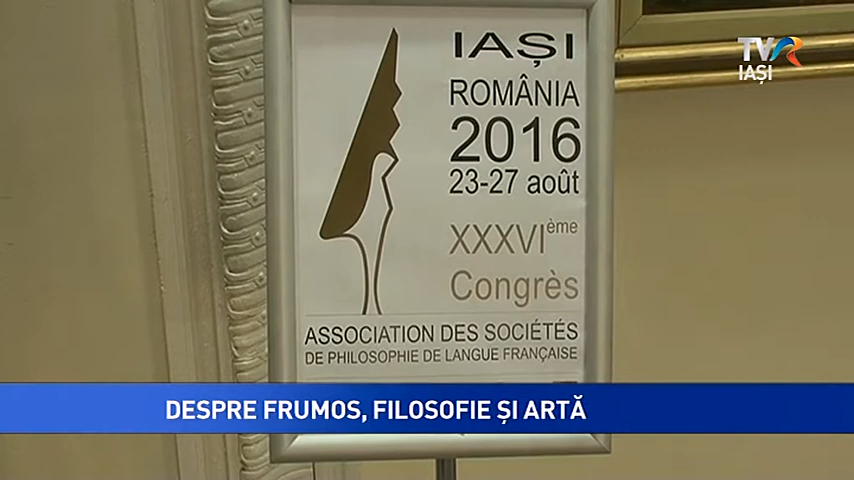 IAȘI
ROMÂNIA
2016
23-27 août
XXXVIème
Congrès
ASSOCIATION DES SOCIÉTÉS
DE PHILOSOPHIE DE LANGUE FRANÇAISE
TVR
IAȘI
DESPRE FRUMOS, FILOSOFIE ȘI ARTĂ